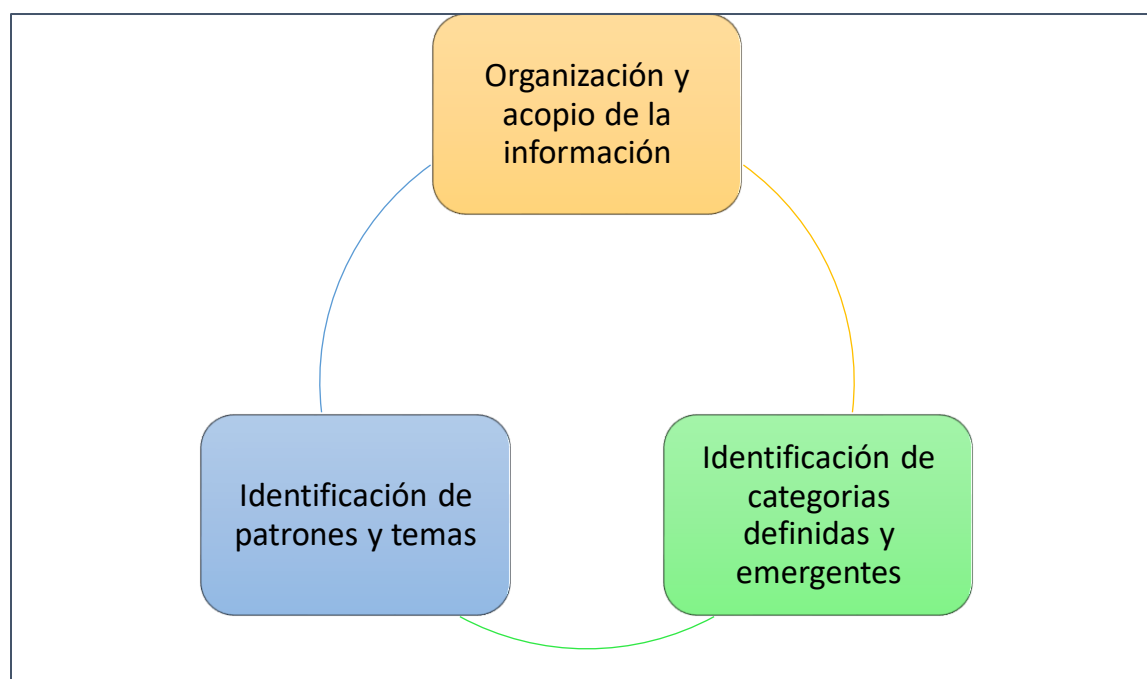 Organización y
acopio de la
información
Identificación de
patrones y temas
Identificación de
categorias
definidas y
emergentes